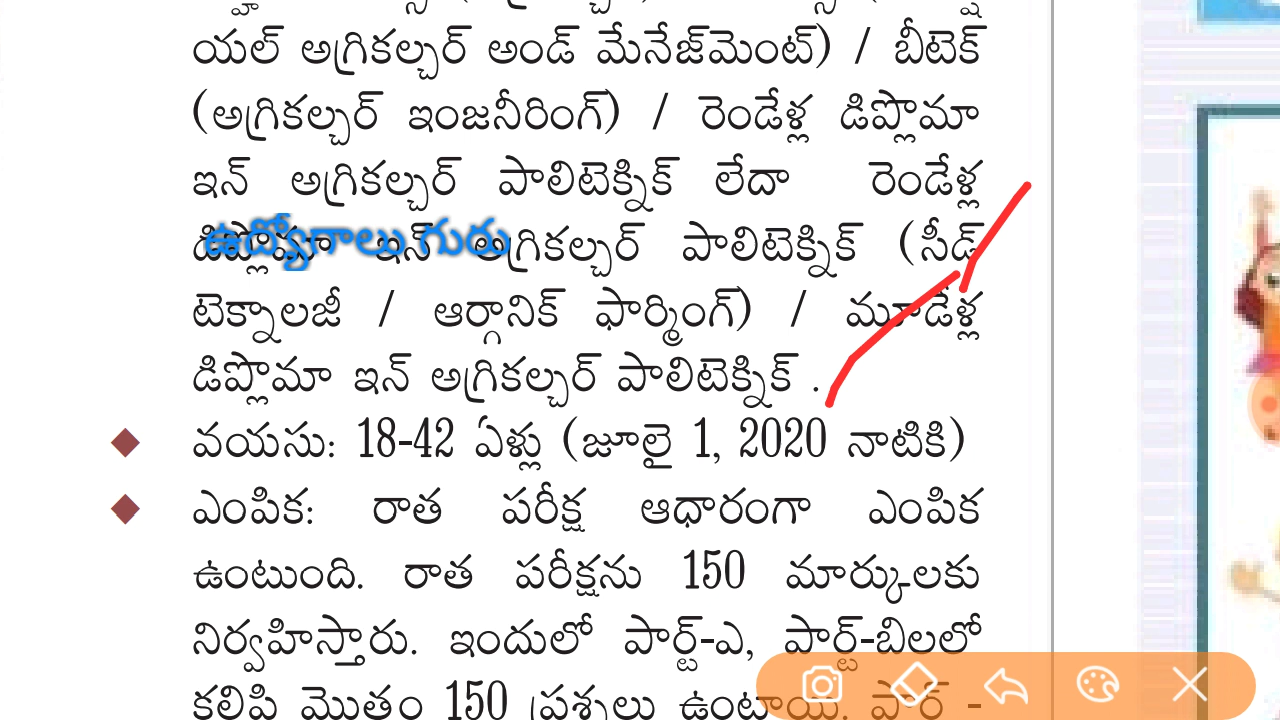 యల్ అగ్రికల్చర్ అండ్ మేనేజ్‌మెంట్) / బీటెక్
(అగ్రికల్చర్ ఇంజనీరింగ్) / రెండేళ్ల డిప్లొమా
ఇన్ అగ్రికల్చర్ పాలిటెక్నిక్ లేదా రెండేళ్ల
డిప్లొమా ఇన్ అగ్రికల్చర్ పాలిటెక్నిక్ (సీడ్
ఉద్యోగాలు గురు
టెక్నాలజీ / ఆర్గానిక్ ఫార్మింగ్) / మూడేళ్ల
డిప్లొమా ఇన్ అగ్రికల్చర్ పాలిటెక్నిక్ .
వయసు: 18-42 ఏళ్లు (జూలై 1, 2020 నాటికి)
ఎంపిక: రాత పరీక్ష ఆధారంగా ఎంపిక
ఉంటుంది. రాత పరీక్షను 150 మార్కులకు
నిర్వహిస్తారు. ఇందులో పార్ట్-ఎ, పార్ట్-బిలలో
కలిపి మొత్తం 150 ప్రశ్నలు ఉంటాయి.